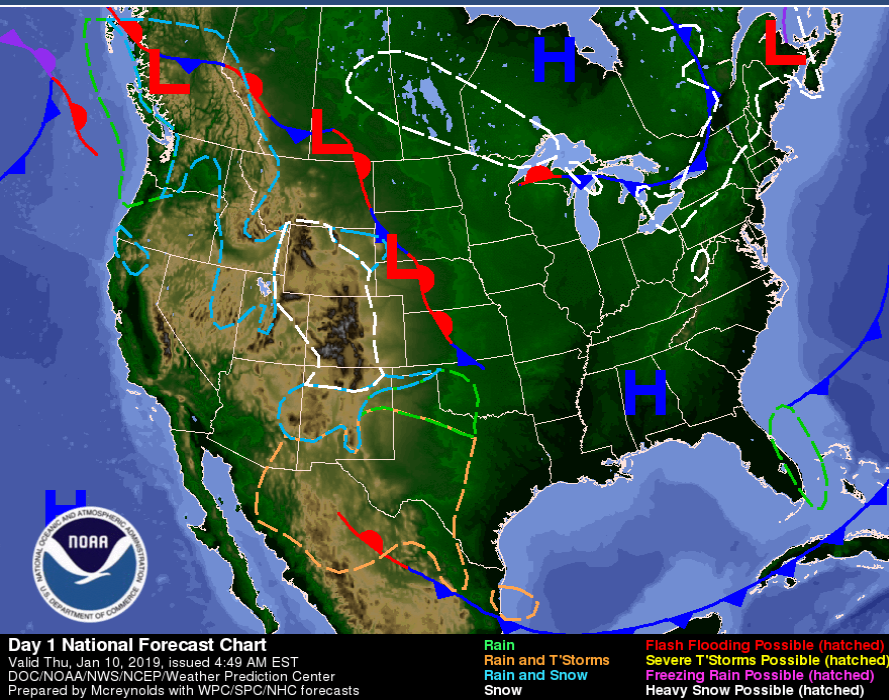 H
L
L
L
L
H
H
NATIONAL OCEANIC AND ATMOSPHERIC ADMINISTRATION
NOAA
U.S. DEPARTMENT OF COMMERCE
Day 1 National Forecast Chart
Valid Thu, Jan 10, 2019, issued 4:49 AM EST
DOC/NOAA/NWS/NCEP/Weather Prediction Center
Prepared by Mcreynolds with WPC/SPC/NHC forecasts
Rain
Rain and T'Storms
Rain and Snow
Snow
Flash Flooding Possible (hatched)
Severe T'Storms Possible (hatched)
Freezing Rain Possible (hatched)
Heavy Snow Possible (hatched)